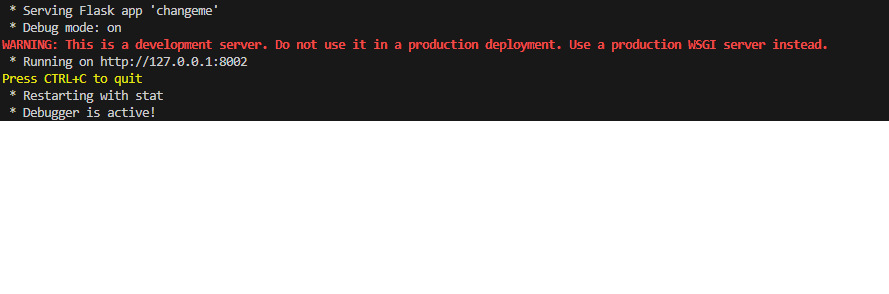 * Serving Flask app 'changeme'
* Debug mode: on
WARNING: This is a development server. Do not use it in a production deployment. Use a production WSGI server instead.
* Running on http://127.0.0.1:8002
Press CTRL+C to quit
* Restarting with stat
* Debugger is active!